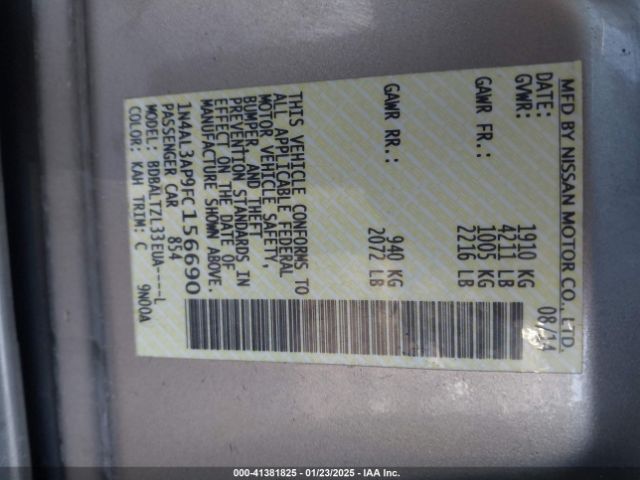 MFD BY NISSAN MOTOR CO., LTD.
DATE: 08/14
GVWR: 1910 KG
4211 LB
GAWR FR.: 1005 KG
2216 LB
GAWR RR.: 940 KG
2072 LB
THIS VEHICLE CONFORMS TO
ALL APPLICABLE FEDERAL
MOTOR VEHICLE SAFETY,
BUMPER, AND THEFT
PREVENTION STANDARDS IN
EFFECT ON THE DATE OF
MANUFACTURE SHOWN ABOVE.
1N4AL3AP9FC156690
PASSENGER CAR 854
MODEL: BDBALTZL33EUA----L
COLOR: KAH TRIM: C 9N00A
000-41381825 - 01/23/2025 - IAA Inc.